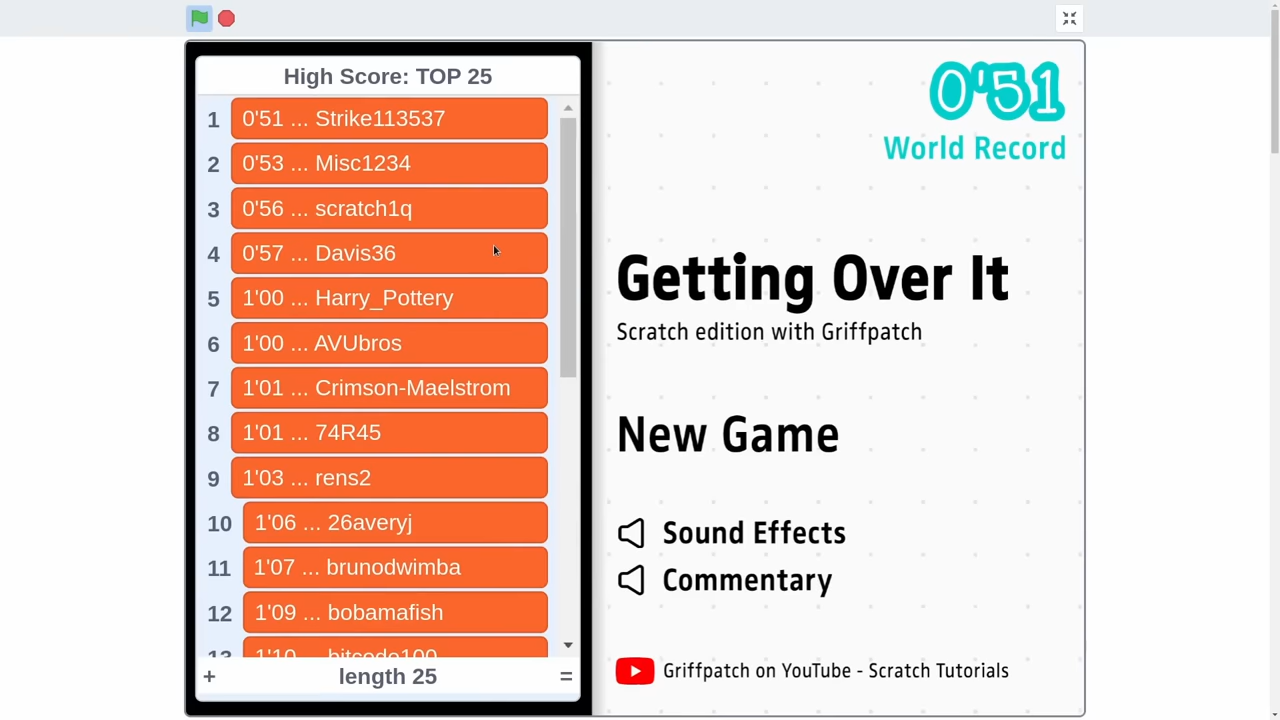 High Score: TOP 25
1 0'51 ... Strike113537
2 0'53 ... Misc1234
3 0'56 ... scratch1q
4 0'57 ... Davis36
5 1'00 ... Harry_Pottery
6 1'00 ... AVUbros
7 1'01 ... Crimson-Maelstrom
8 1'01 ... 74R45
9 1'03 ... rens2
10 1'06 ... 26averyj
11 1'07 ... brunodwimba
12 1'09 ... bobamafish
13 1'10 ... bitcode100
+ length 25 =
0'51
World Record
Getting Over It
Scratch edition with Griffpatch
New Game
Sound Effects
Commentary
Griffpatch on YouTube - Scratch Tutorials